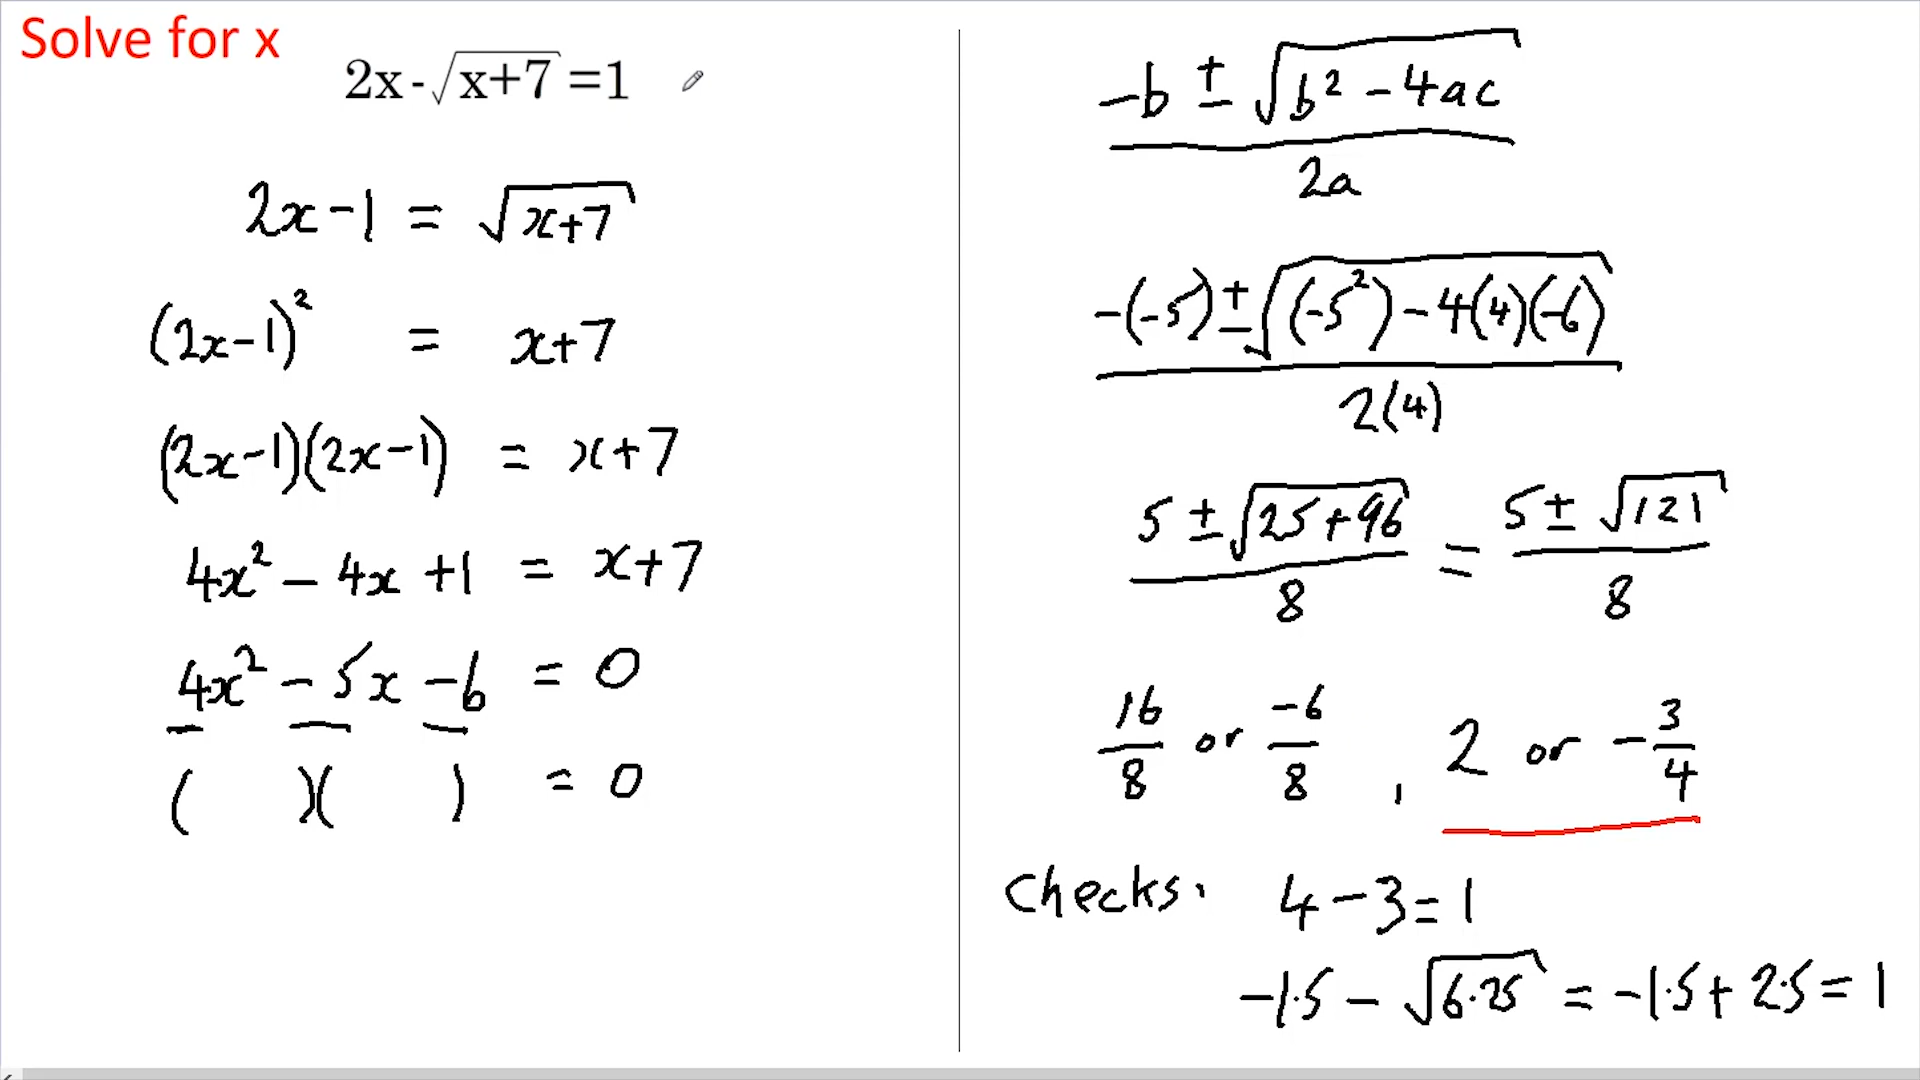 Solve for x
2x-√x+7=1
2x-1 = √x+7
(2x-1)² = x+7
(2x-1)(2x-1) = x+7
4x² - 4x +1 = x+7
4x² - 5x -6 = 0
( )( ) = 0
-b ± √b² - 4ac
2a
-(-5) ± √(-5²) - 4(4)(-6)
2(4)
5 ± √25+96 = 5 ± √121
8 8
16/8 or -6/8 , 2 or -3/4
Checks. 4-3=1
-1.5 - √6.25 = -1.5 + 2.5 = 1